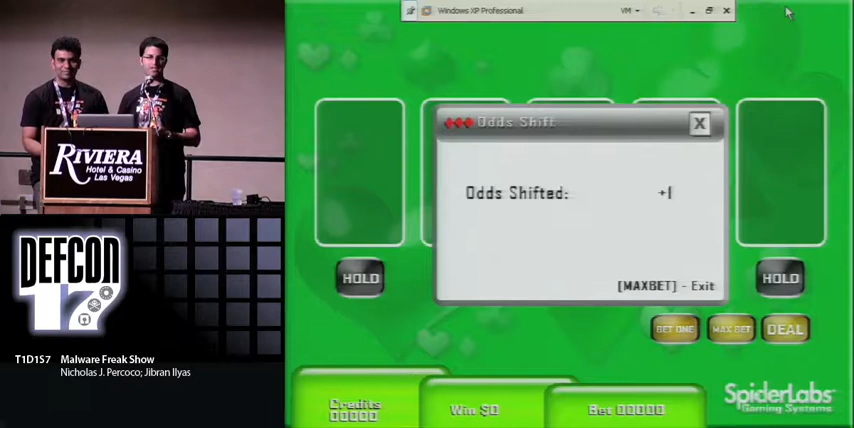 Windows XP Professional
VM
Odds Shift
X
Odds Shifted: +1
[MAXBET] - Exit
HOLD
HOLD
BET ONE
MAX BET
DEAL
Credits
00000
Win $0
Bet 00000
SpiderLabs
Gaming Systems
RIVIERA
Hotel & Casino
Las Vegas
DEFCON
17
T1D1S7 Malware Freak Show
Nicholas J. Percoco; Jibran Ilyas